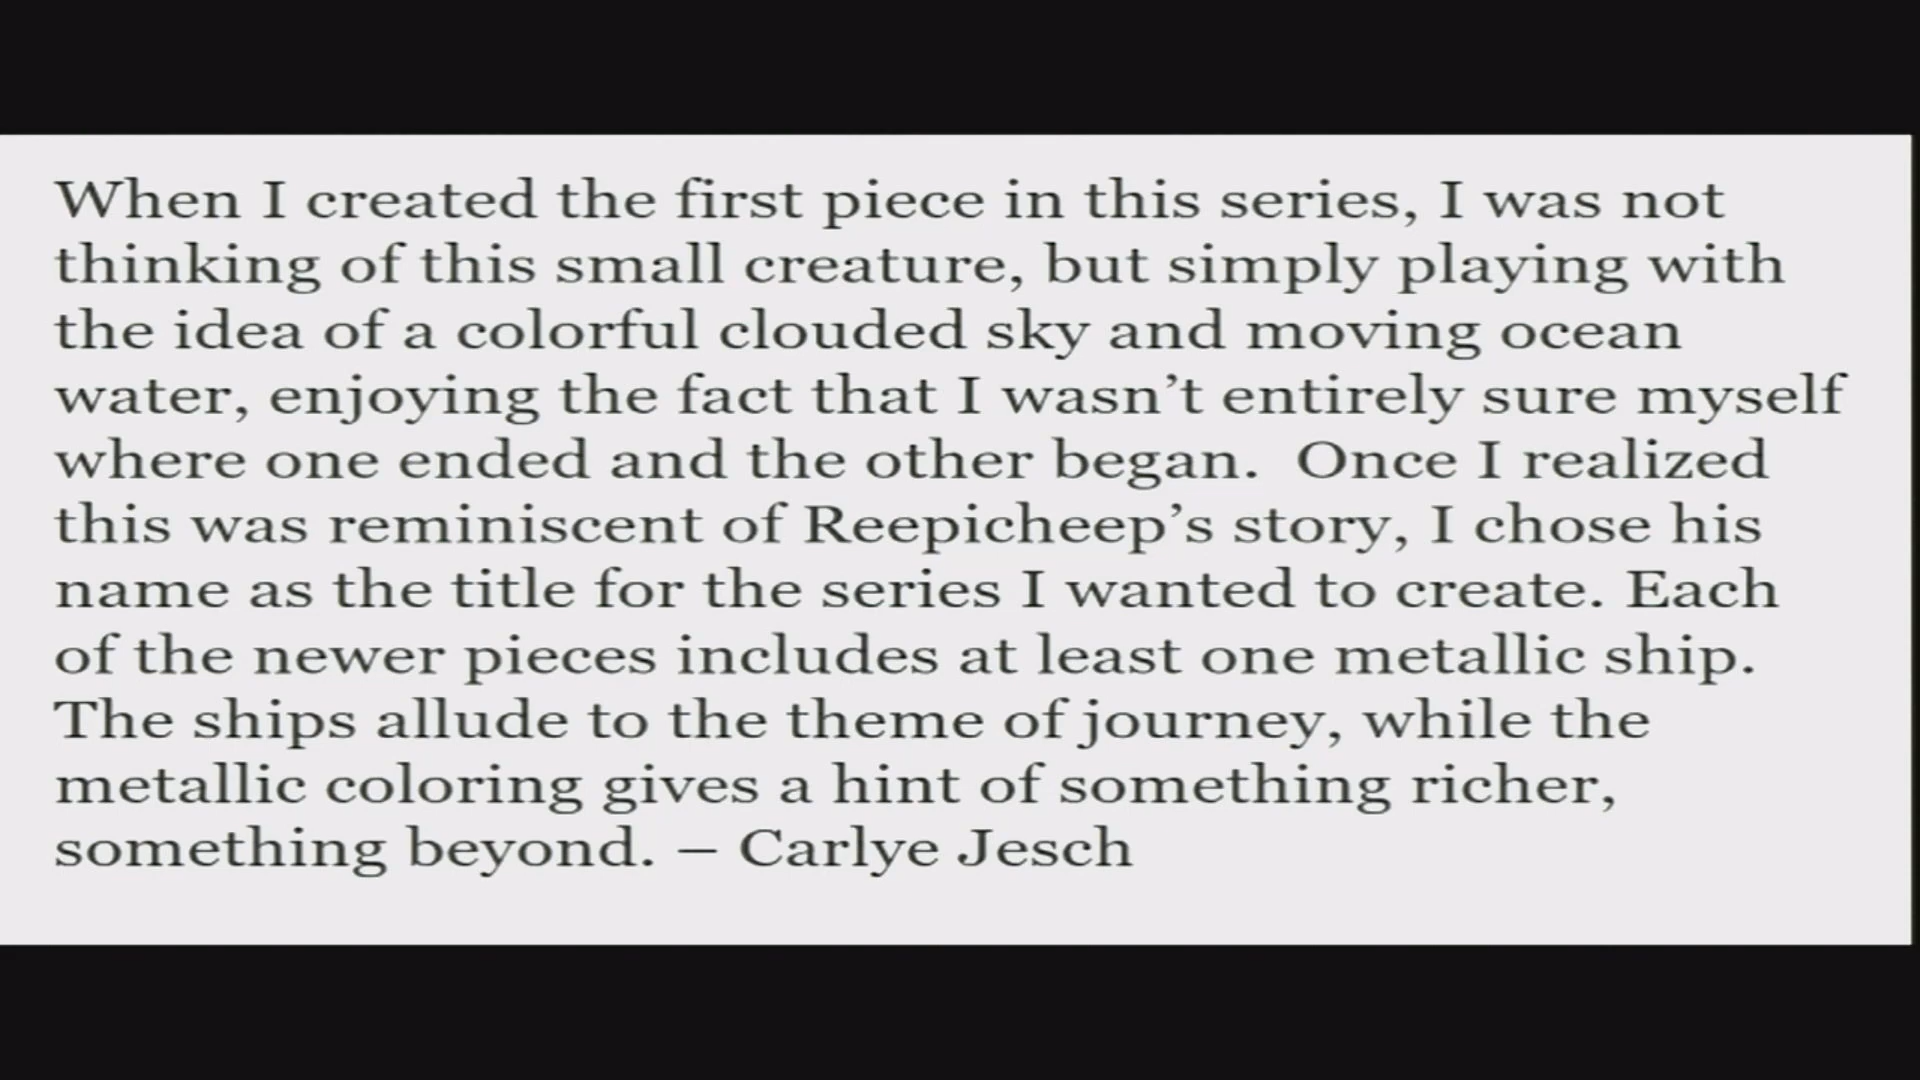 When I created the first piece in this series, I was not
thinking of this small creature, but simply playing with
the idea of a colorful clouded sky and moving ocean
water, enjoying the fact that I wasn’t entirely sure myself
where one ended and the other began.  Once I realized
this was reminiscent of Reepicheep’s story, I chose his
name as the title for the series I wanted to create. Each
of the newer pieces includes at least one metallic ship.
The ships allude to the theme of journey, while the
metallic coloring gives a hint of something richer,
something beyond. – Carlye Jesch